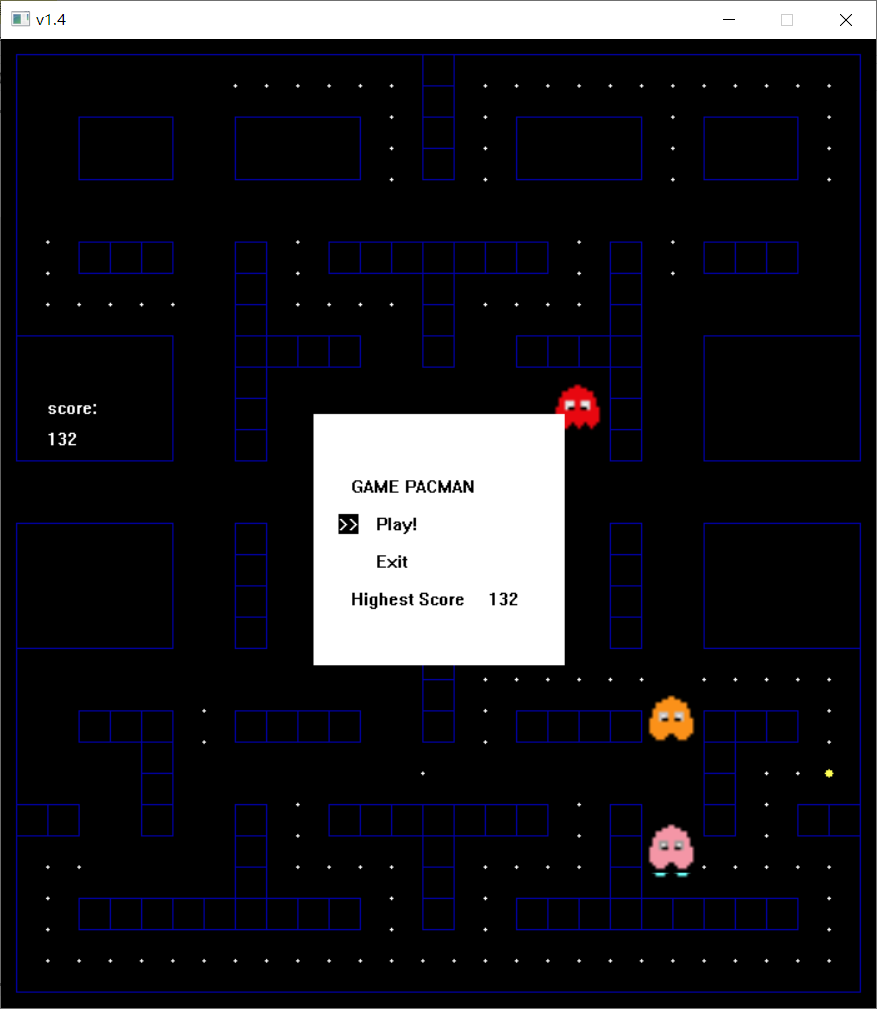 v1.4
score:
132
GAME PACMAN
>> Play!
Exit
Highest Score 132